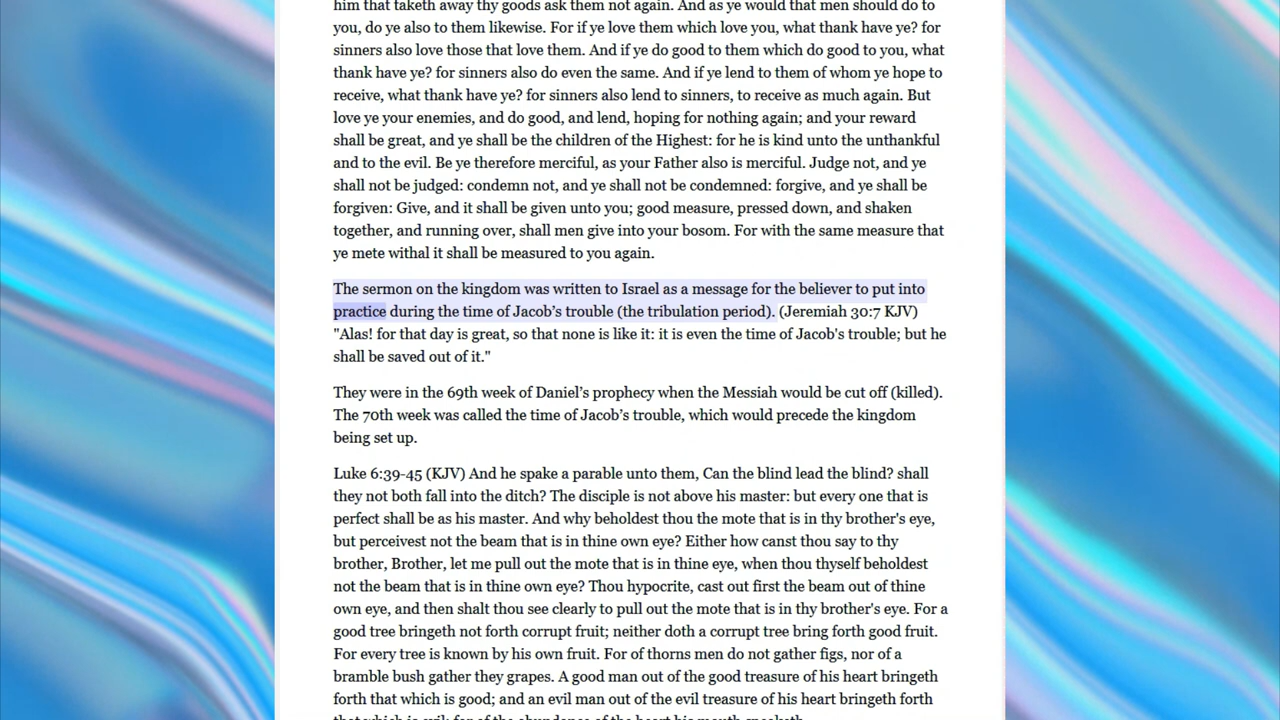 him that taketh away thy goods ask them not again. And as ye would that men should do to
you, do ye also to them likewise. For if ye love them which love you, what thank have ye? for
sinners also love those that love them. And if ye do good to them which do good to you, what
thank have ye? for sinners also do even the same. And if ye lend to them of whom ye hope to
receive, what thank have ye? for sinners also lend to sinners, to receive as much again. But
love ye your enemies, and do good, and lend, hoping for nothing again; and your reward
shall be great, and ye shall be the children of the Highest: for he is kind unto the unthankful
and to the evil. Be ye therefore merciful, as your Father also is merciful. Judge not, and ye
shall not be judged: condemn not, and ye shall not be condemned: forgive, and ye shall be
forgiven: Give, and it shall be given unto you; good measure, pressed down, and shaken
together, and running over, shall men give into your bosom. For with the same measure that
ye mete withal it shall be measured to you again.
The sermon on the kingdom was written to Israel as a message for the believer to put into
practice during the time of Jacob’s trouble (the tribulation period). (Jeremiah 30:7 KJV)
"Alas! for that day is great, so that none is like it: it is even the time of Jacob's trouble; but he
shall be saved out of it."
They were in the 69th week of Daniel’s prophecy when the Messiah would be cut off (killed).
The 70th week was called the time of Jacob’s trouble, which would precede the kingdom
being set up.
Luke 6:39-45 (KJV) And he spake a parable unto them, Can the blind lead the blind? shall
they not both fall into the ditch? The disciple is not above his master: but every one that is
perfect shall be as his master. And why beholdest thou the mote that is in thy brother's eye,
but perceivest not the beam that is in thine own eye? Either how canst thou say to thy
brother, Brother, let me pull out the mote that is in thine eye, when thou thyself beholdest
not the beam that is in thine own eye? Thou hypocrite, cast out first the beam out of thine
own eye, and then shalt thou see clearly to pull out the mote that is in thy brother's eye. For a
good tree bringeth not forth corrupt fruit; neither doth a corrupt tree bring forth good fruit.
For every tree is known by his own fruit. For of thorns men do not gather figs, nor of a
bramble bush gather they grapes. A good man out of the good treasure of his heart bringeth
forth that which is good; and an evil man out of the evil treasure of his heart bringeth forth
that which is evil: for of the abundance of the heart his mouth speaketh.